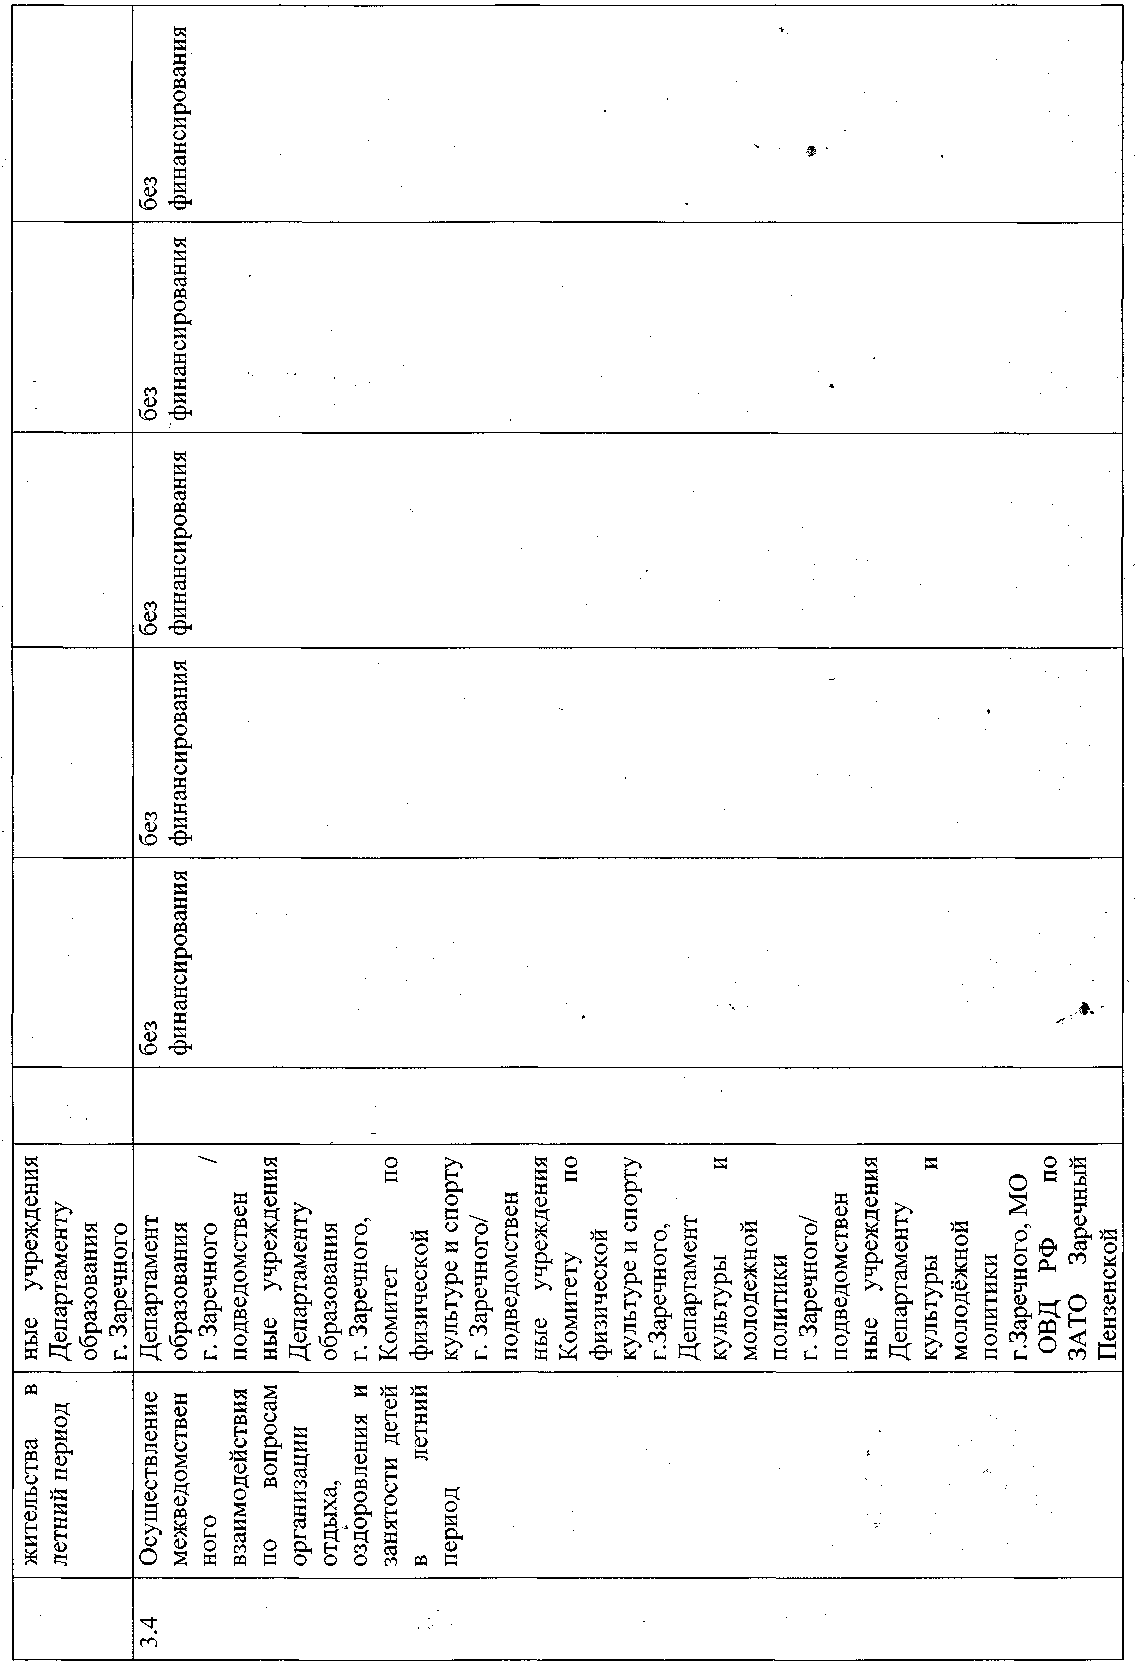 жительства в
летний период
ные учреждения
Департаменту
образования
г. Заречного
3.4
Осуществление
межведомствен
ного
взаимодействия
по вопросам
организации
отдыха,
оздоровления и
занятости детей
в летний
период
Департамент
образования
г. Заречного /
подведомствен
ные учреждения
Департаменту
образования
г. Заречного,
Комитет по
физической
культуре и спорту
г. Заречного/
подведомствен
ные учреждения
Комитету по
физической
культуре и спорту
г.Заречного,
Департамент
культуры и
молодежной
политики
г. Заречного/
подведомствен
ные учреждения
Департаменту
культуры и
молодёжной
политики
г.Заречного, МО
ОВД РФ по
ЗАТО Заречный
Пензенской
без
финансирования
без
финансирования
без
финансирования
без
финансирования
без
финансирования